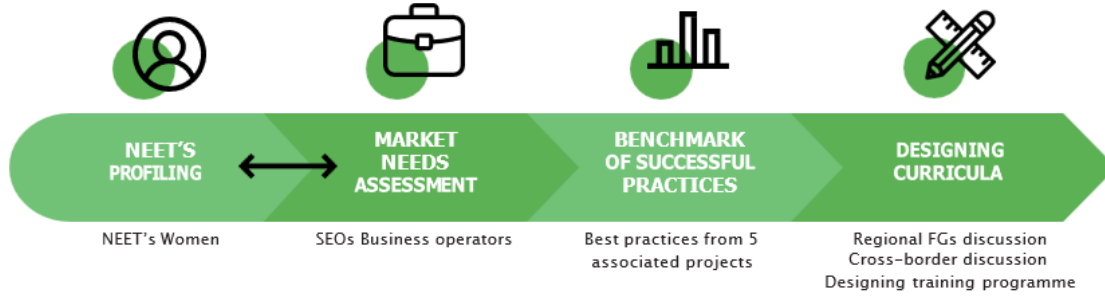 NEET'S
PROFILING
MARKET
NEEDS
ASSESSMENT
BENCHMARK
OF SUCCESSFUL
PRACTICES
DESIGNING
CURRICULA
NEET's Women
SEOs Business operators
Best practices from 5
associated projects
Regional FGs discussion
Cross-border discussion
Designing training programme